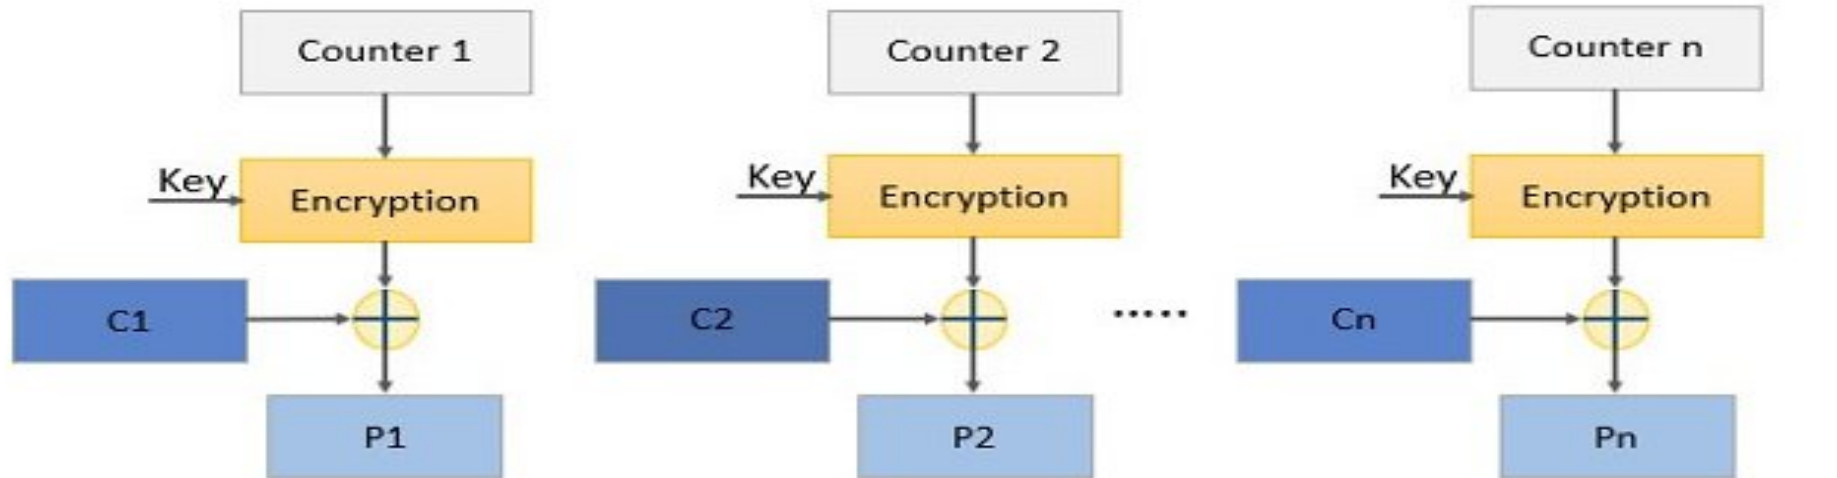 Counter 1
Counter 2
Counter n
Key
Encryption
Key
Encryption
Key
Encryption
C1
C2
.....
Cn
P1
P2
Pn